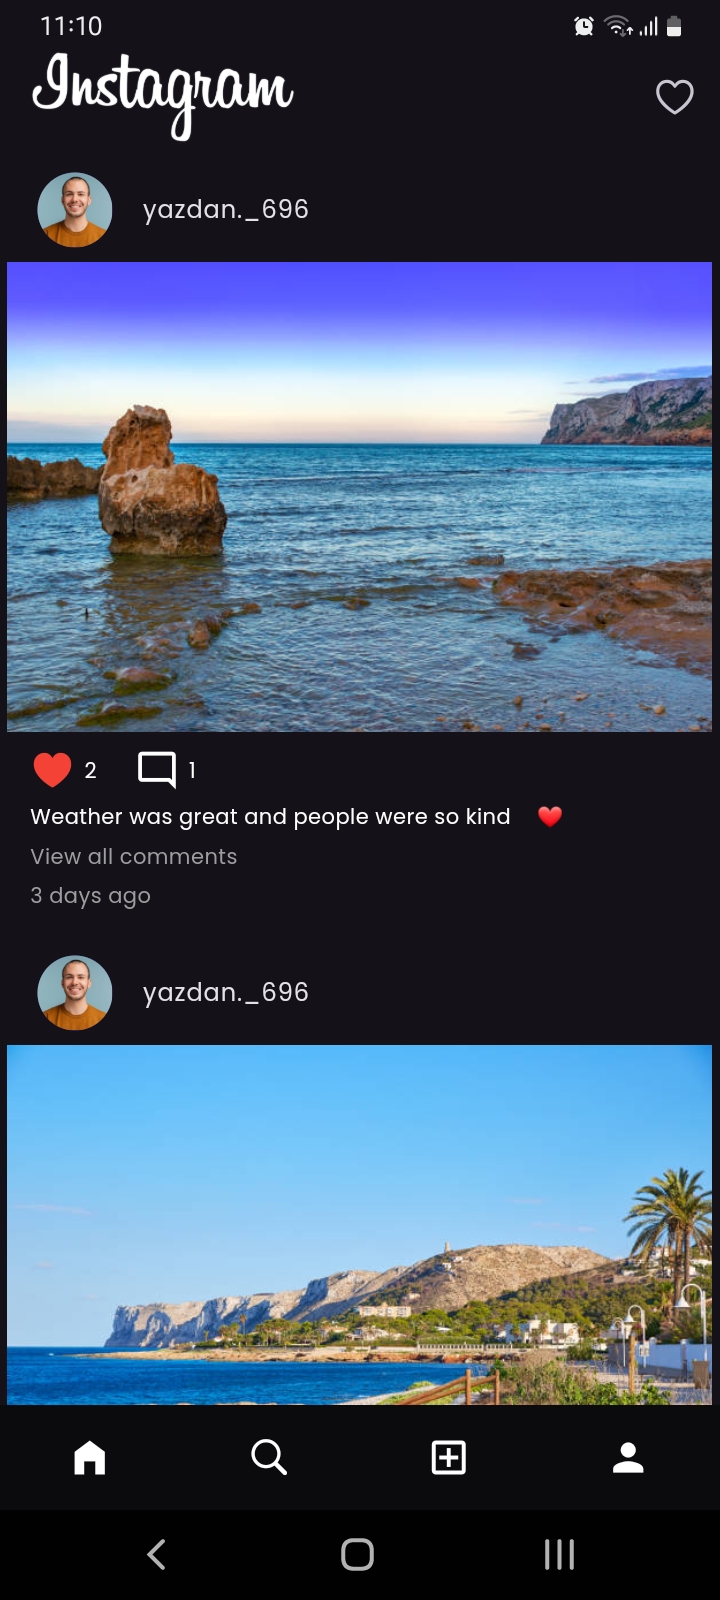 11:10
Instagram
yazdan._696
2 1
Weather was great and people were so kind ❤️
View all comments
3 days ago
yazdan._696